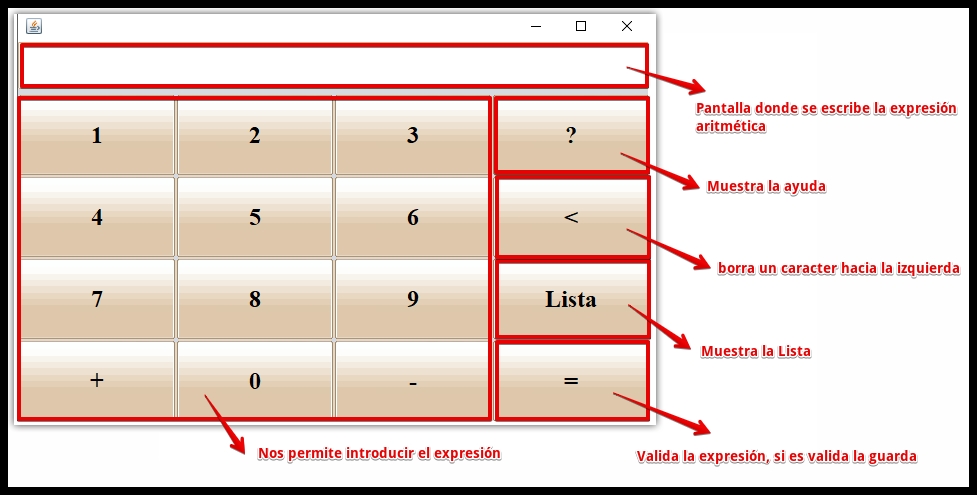 Pantalla donde se escribe la expresión
aritmética
1 2 3 ?
Muestra la ayuda
4 5 6 <
borra un caracter hacia la izquierda
7 8 9 Lista
Muestra la Lista
+ 0 - =
Nos permite introducir el expresión
Valida la expresión, si es valida la guarda